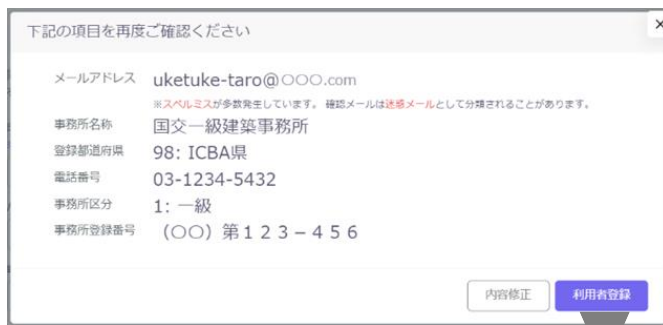 下記の項目を再度ご確認ください
メールアドレス uketuke-taro@○○○.com
※スペルミスが多数発生しています。 確認メールは迷惑メールとして分類されることがあります。
事務所名称 国交一級建築事務所
登録都道府県 98: ICBA県
電話番号 03-1234-5432
事務所区分 1: 一級
事務所登録番号 (○○) 第123-456
内容修正 利用者登録